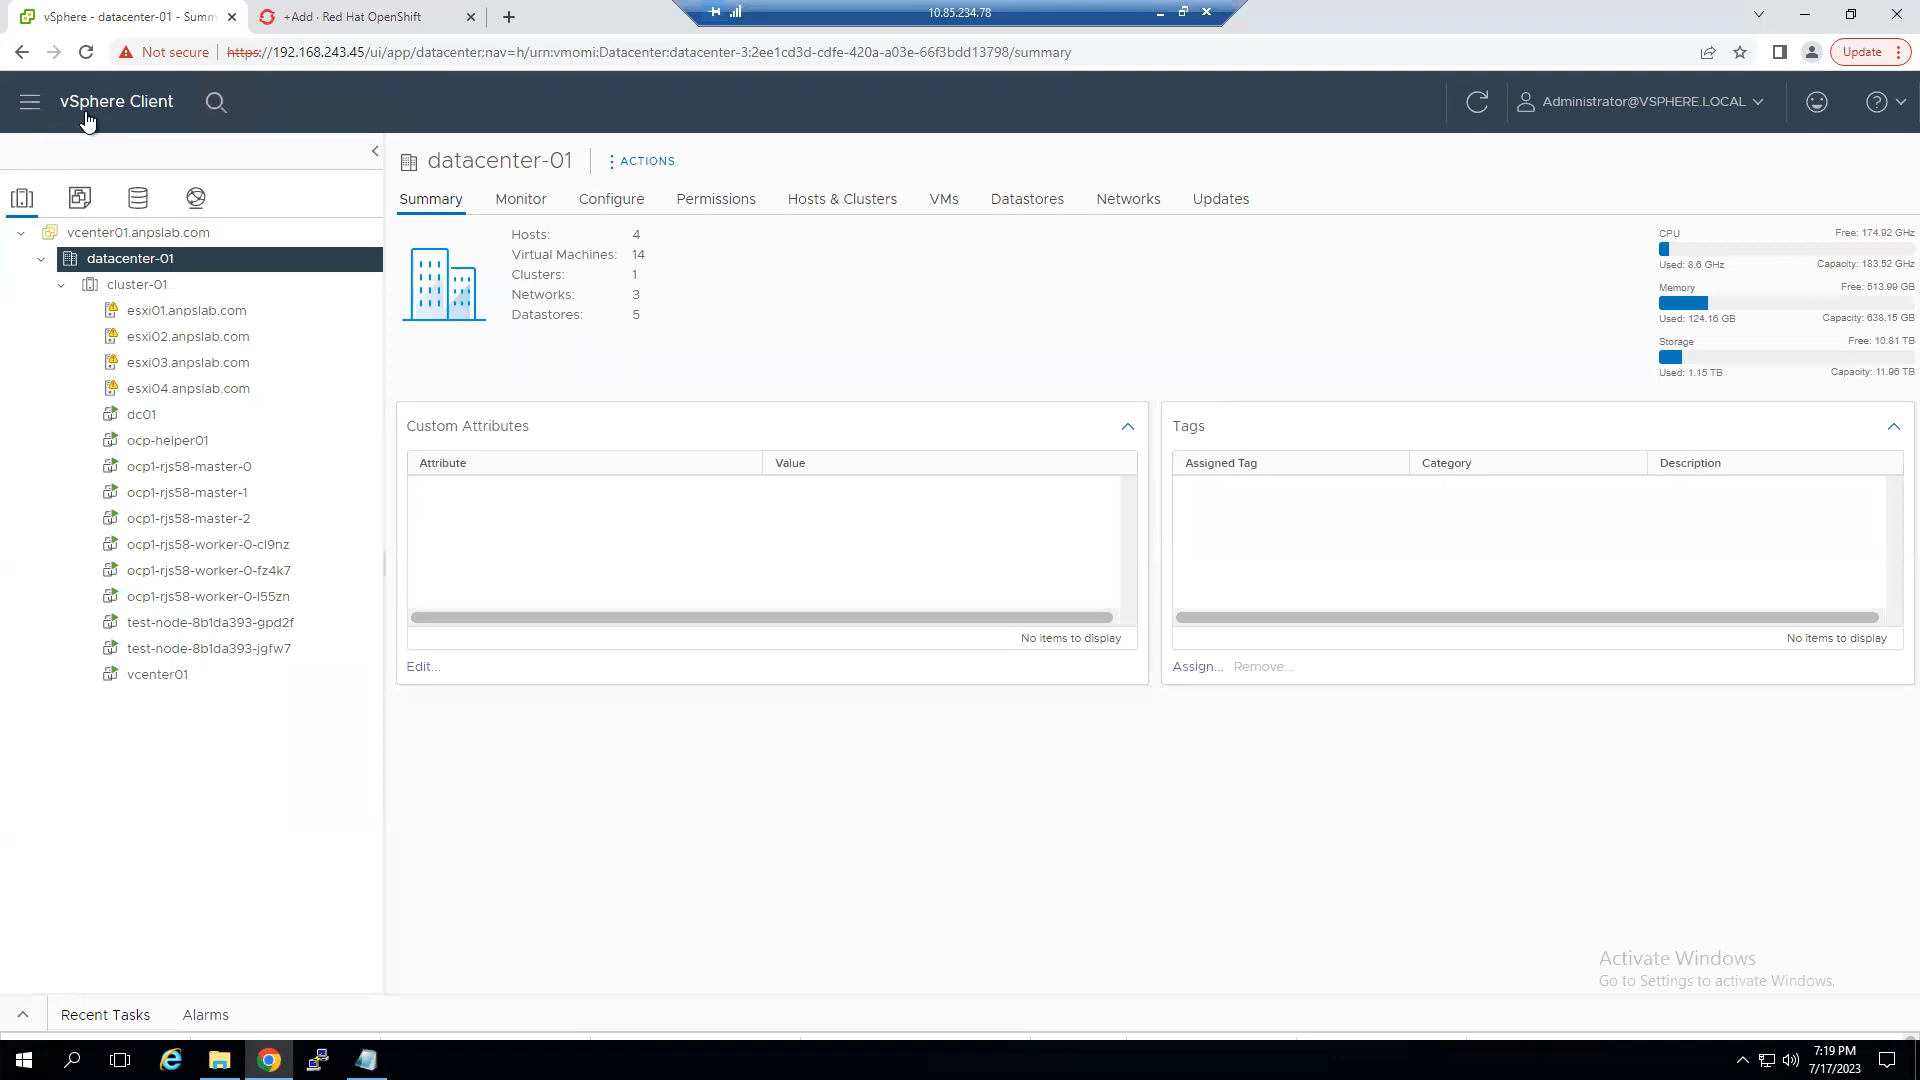 vSphere - datacenter-01 - Summ
+Add · Red Hat OpenShift
10.85.234.78
Not secure
https://192.168.243.45/ui/app/datacenter;nav=h/urn:vmomi:Datacenter:datacenter-3:2ee1cd3d-cdfe-420a-a03e-66f3bdd13798/summary
Update
vSphere Client
Administrator@VSPHERE.LOCAL
datacenter-01
ACTIONS
Summary
Monitor
Configure
Permissions
Hosts & Clusters
VMs
Datastores
Networks
Updates
vcenter01.anpslab.com
datacenter-01
cluster-01
esxi01.anpslab.com
esxi02.anpslab.com
esxi03.anpslab.com
esxi04.anpslab.com
dc01
ocp-helper01
ocp1-rjs58-master-0
ocp1-rjs58-master-1
ocp1-rjs58-master-2
ocp1-rjs58-worker-0-cl9nz
ocp1-rjs58-worker-0-fz4k7
ocp1-rjs58-worker-0-l55zn
test-node-8b1da393-gpd2f
test-node-8b1da393-jgfw7
vcenter01
Hosts: 4
Virtual Machines: 14
Clusters: 1
Networks: 3
Datastores: 5
CPU Free: 174.92 GHz
Used: 8.6 GHz Capacity: 183.52 GHz
Memory Free: 513.99 GB
Used: 124.16 GB Capacity: 638.15 GB
Storage Free: 10.81 TB
Used: 1.15 TB Capacity: 11.96 TB
Custom Attributes
Attribute Value
No items to display
Edit...
Tags
Assigned Tag Category Description
No items to display
Assign... Remove...
Activate Windows
Go to Settings to activate Windows.
Recent Tasks Alarms
7:19 PM
7/17/2023